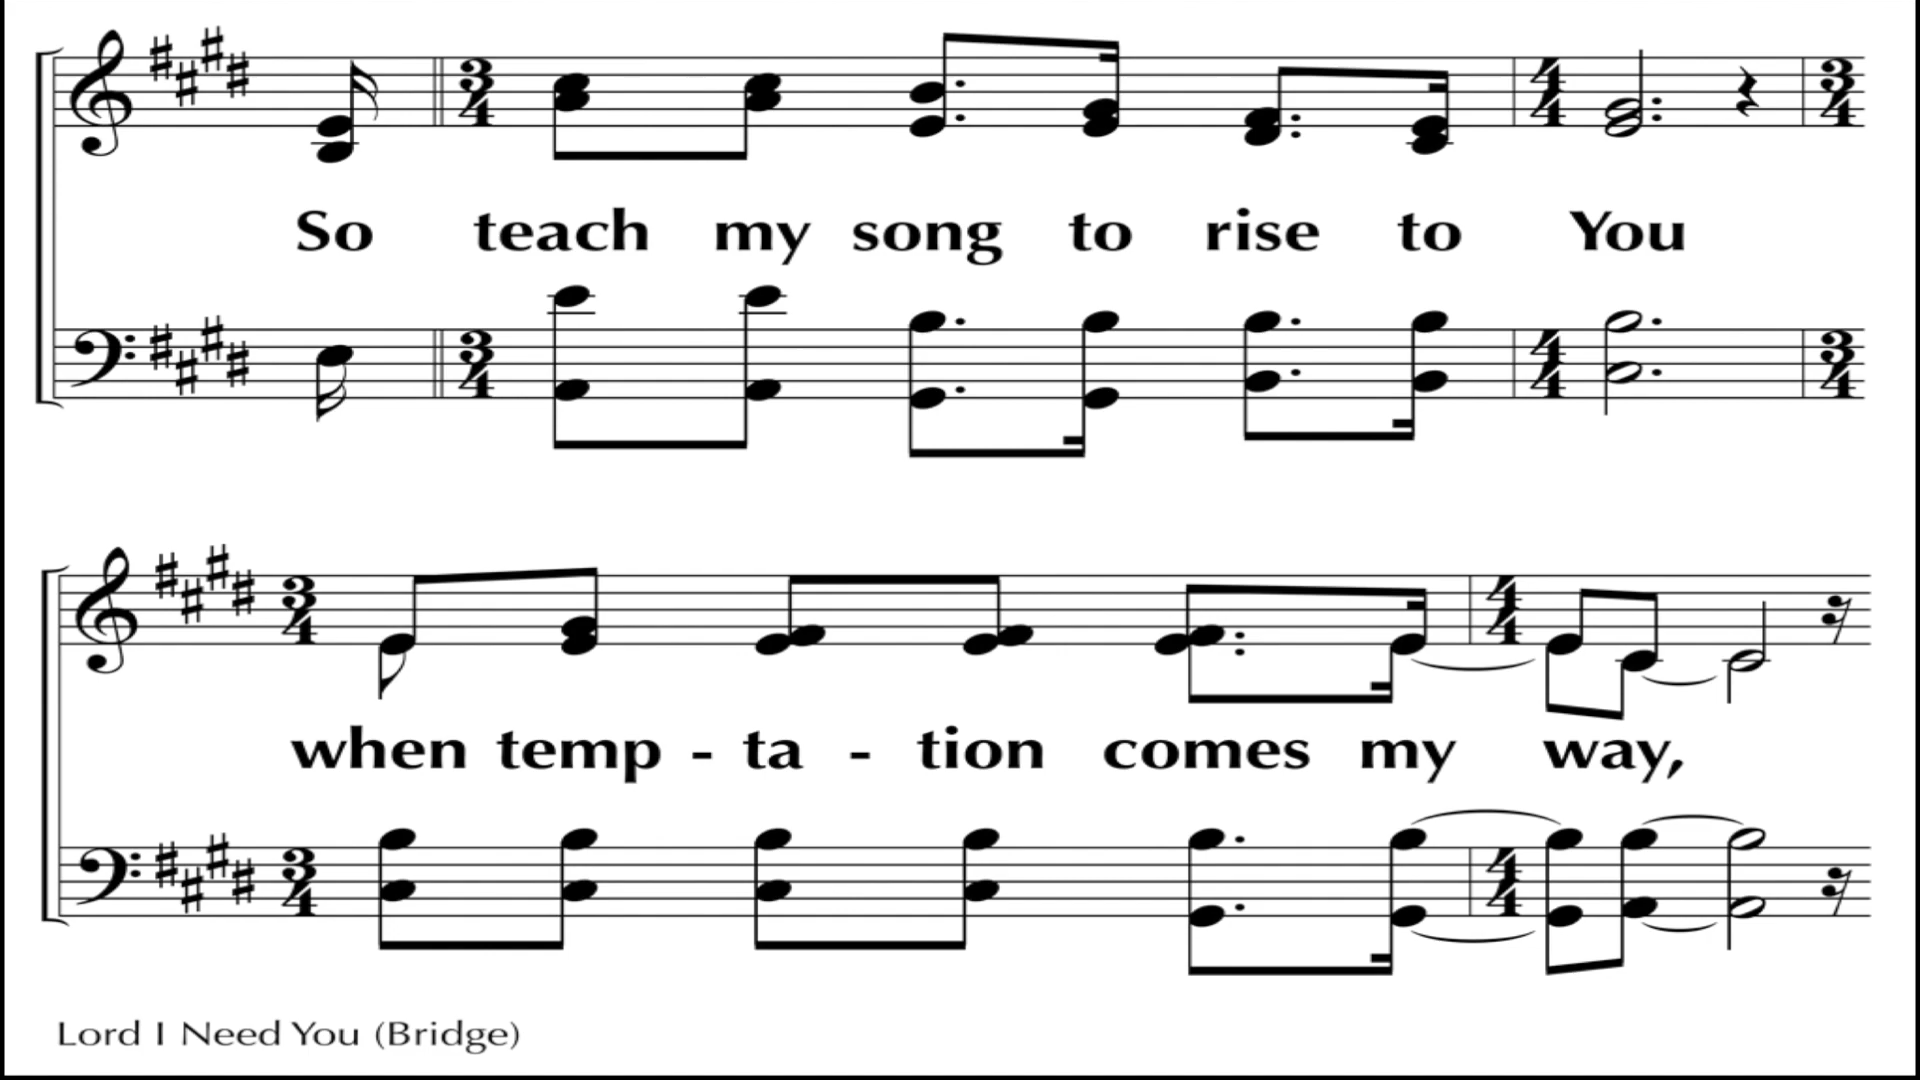 So teach my song to rise to You
when temp - ta - tion comes my way,
Lord I Need You (Bridge)